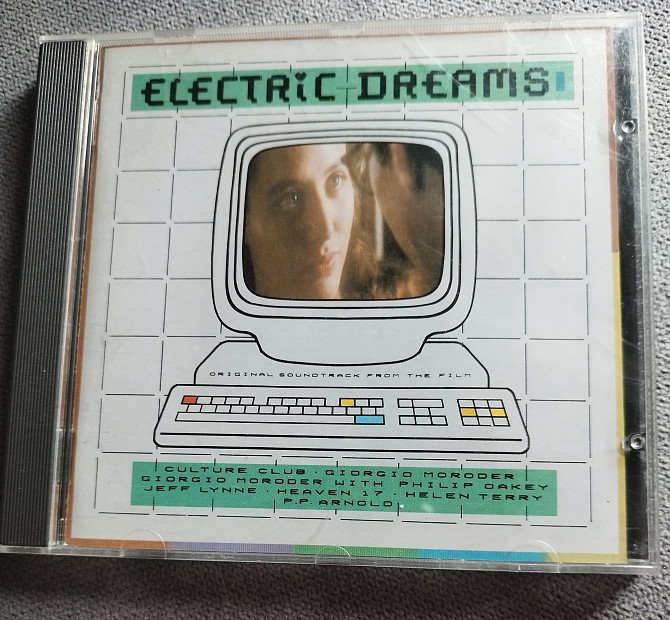 ELECTRiC DREAMS
ORIGINAL SOUNDTRACK FROM THE FILM
CULTURE CLUB · GIORGIO MORODER
GIORGIO MORODER WITH PHILIP OAKEY
JEFF LYNNE · HEAVEN 17 · HELEN TERRY
P.P. ARNOLD